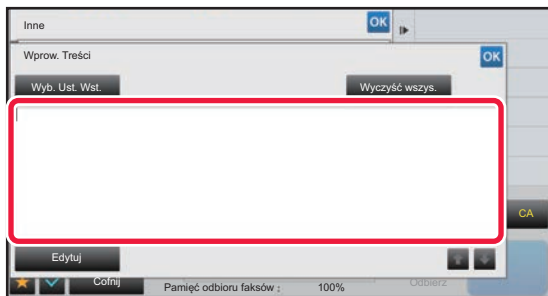 Inne OK
Wprow. Treści OK
Wyb. Ust. Wst. Wyczyść wszys.
CA
Edytuj
Cofnij Pamięć odbioru faksów : 100% Odbierz